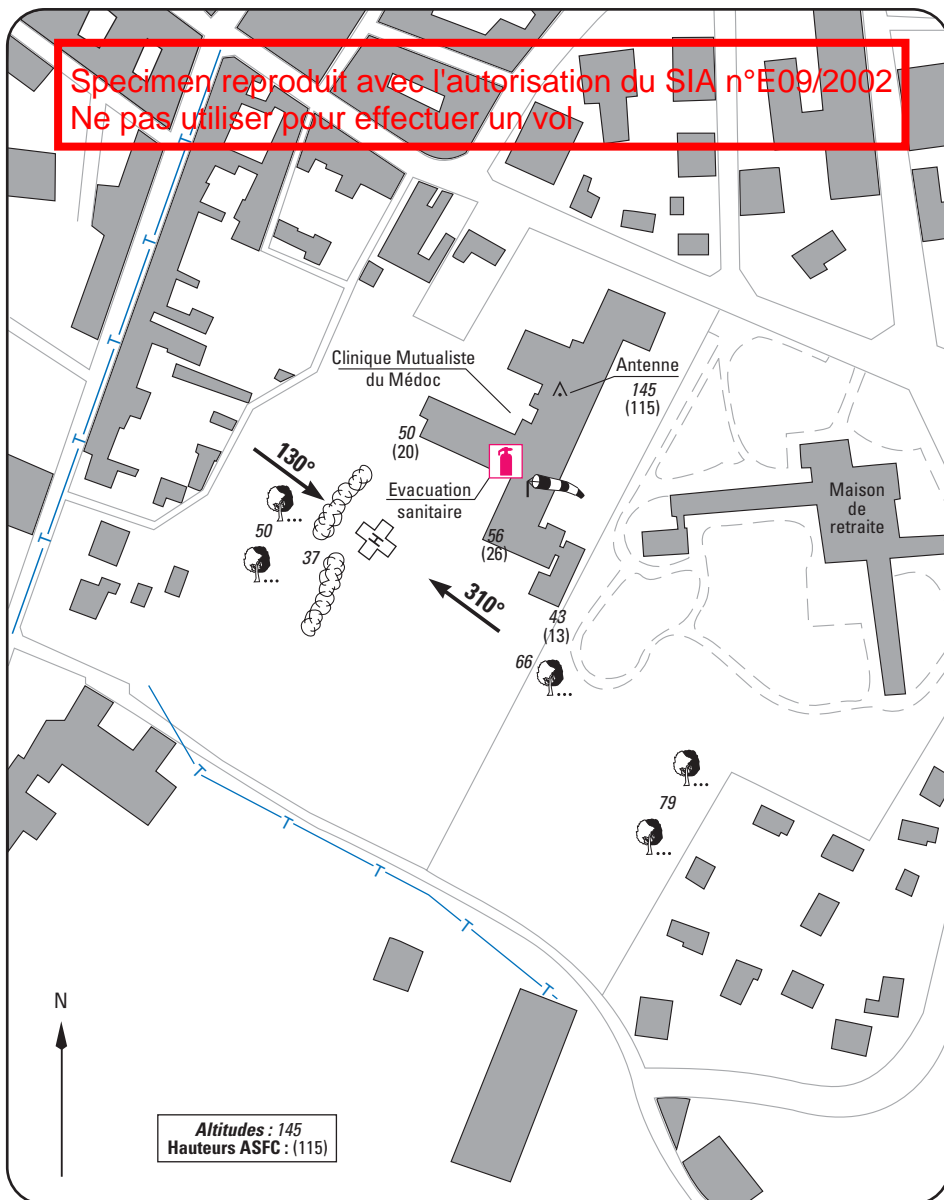 Specimen reproduit avec l'autorisation du SIA n°E09/2002
Ne pas utiliser pour effectuer un vol
Clinique Mutualiste
du Médoc
Antenne
145
(115)
50
(20)
130°
Evacuation
sanitaire
Maison
de
retraite
50
37
H
56
(26)
310°
43
(13)
66
79
T
T
T
T
T
T
T
T
T
N
Altitudes : 145
Hauteurs ASFC : (115)